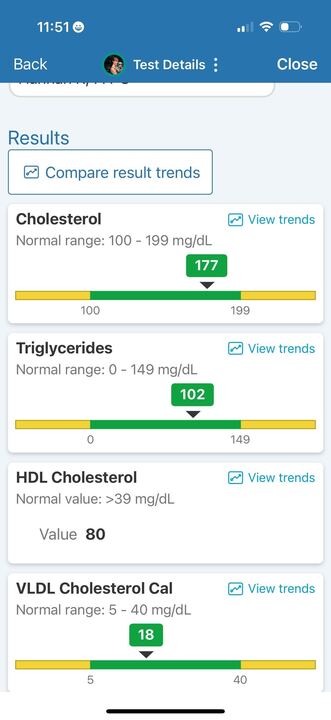 11:51
Back
Test Details
Close
Results
Compare result trends
Cholesterol
View trends
Normal range: 100 - 199 mg/dL
177
100
199
Triglycerides
View trends
Normal range: 0 - 149 mg/dL
102
0
149
HDL Cholesterol
View trends
Normal value: >39 mg/dL
Value 80
VLDL Cholesterol Cal
View trends
Normal range: 5 - 40 mg/dL
18
5
40